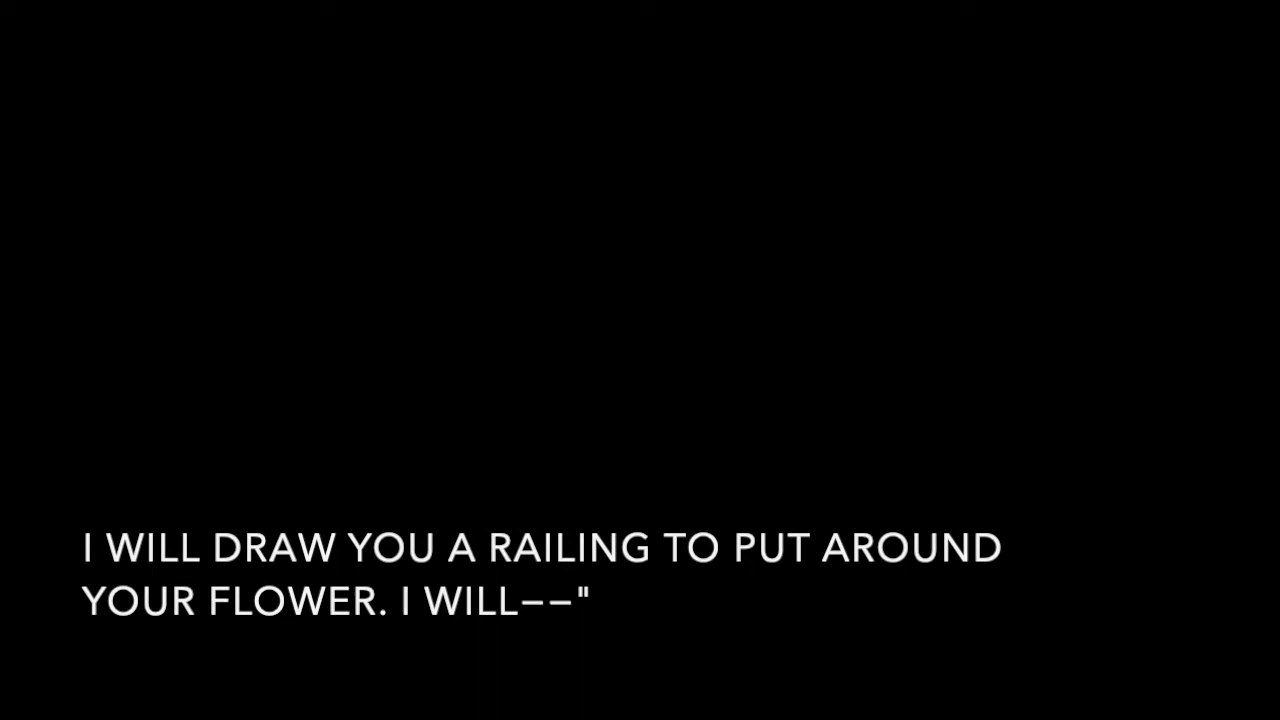 I WILL DRAW YOU A RAILING TO PUT AROUND
YOUR FLOWER. I WILL––"